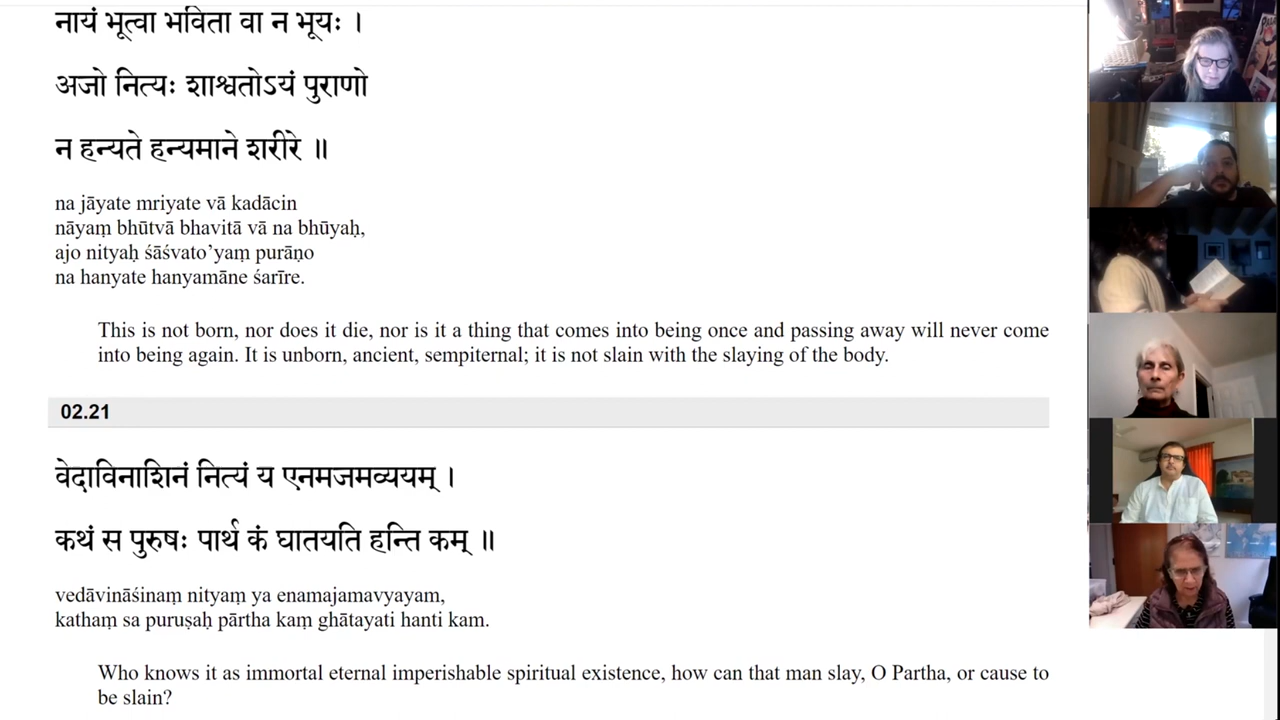 नायं भूत्वा भविता वा न भूयः ।
अजो नित्यः शाश्वतोऽयं पुराणो
न हन्यते हन्यमाने शरीरे ॥
na jāyate mriyate vā kadācin
nāyaṃ bhūtvā bhavitā vā na bhūyaḥ,
ajo nityaḥ śāśvato’yaṃ purāṇo
na hanyate hanyamāne śarīre.
This is not born, nor does it die, nor is it a thing that comes into being once and passing away will never come
into being again. It is unborn, ancient, sempiternal; it is not slain with the slaying of the body.
02.21
वेदाविनाशिनं नित्यं य एनमजमव्ययम् ।
कथं स पुरुषः पार्थ कं घातयति हन्ति कम् ॥
vedāvināśinaṃ nityaṃ ya enamajamavyayam,
kathaṃ sa puruṣaḥ pārtha kaṃ ghātayati hanti kam.
Who knows it as immortal eternal imperishable spiritual existence, how can that man slay, O Partha, or cause to
be slain?